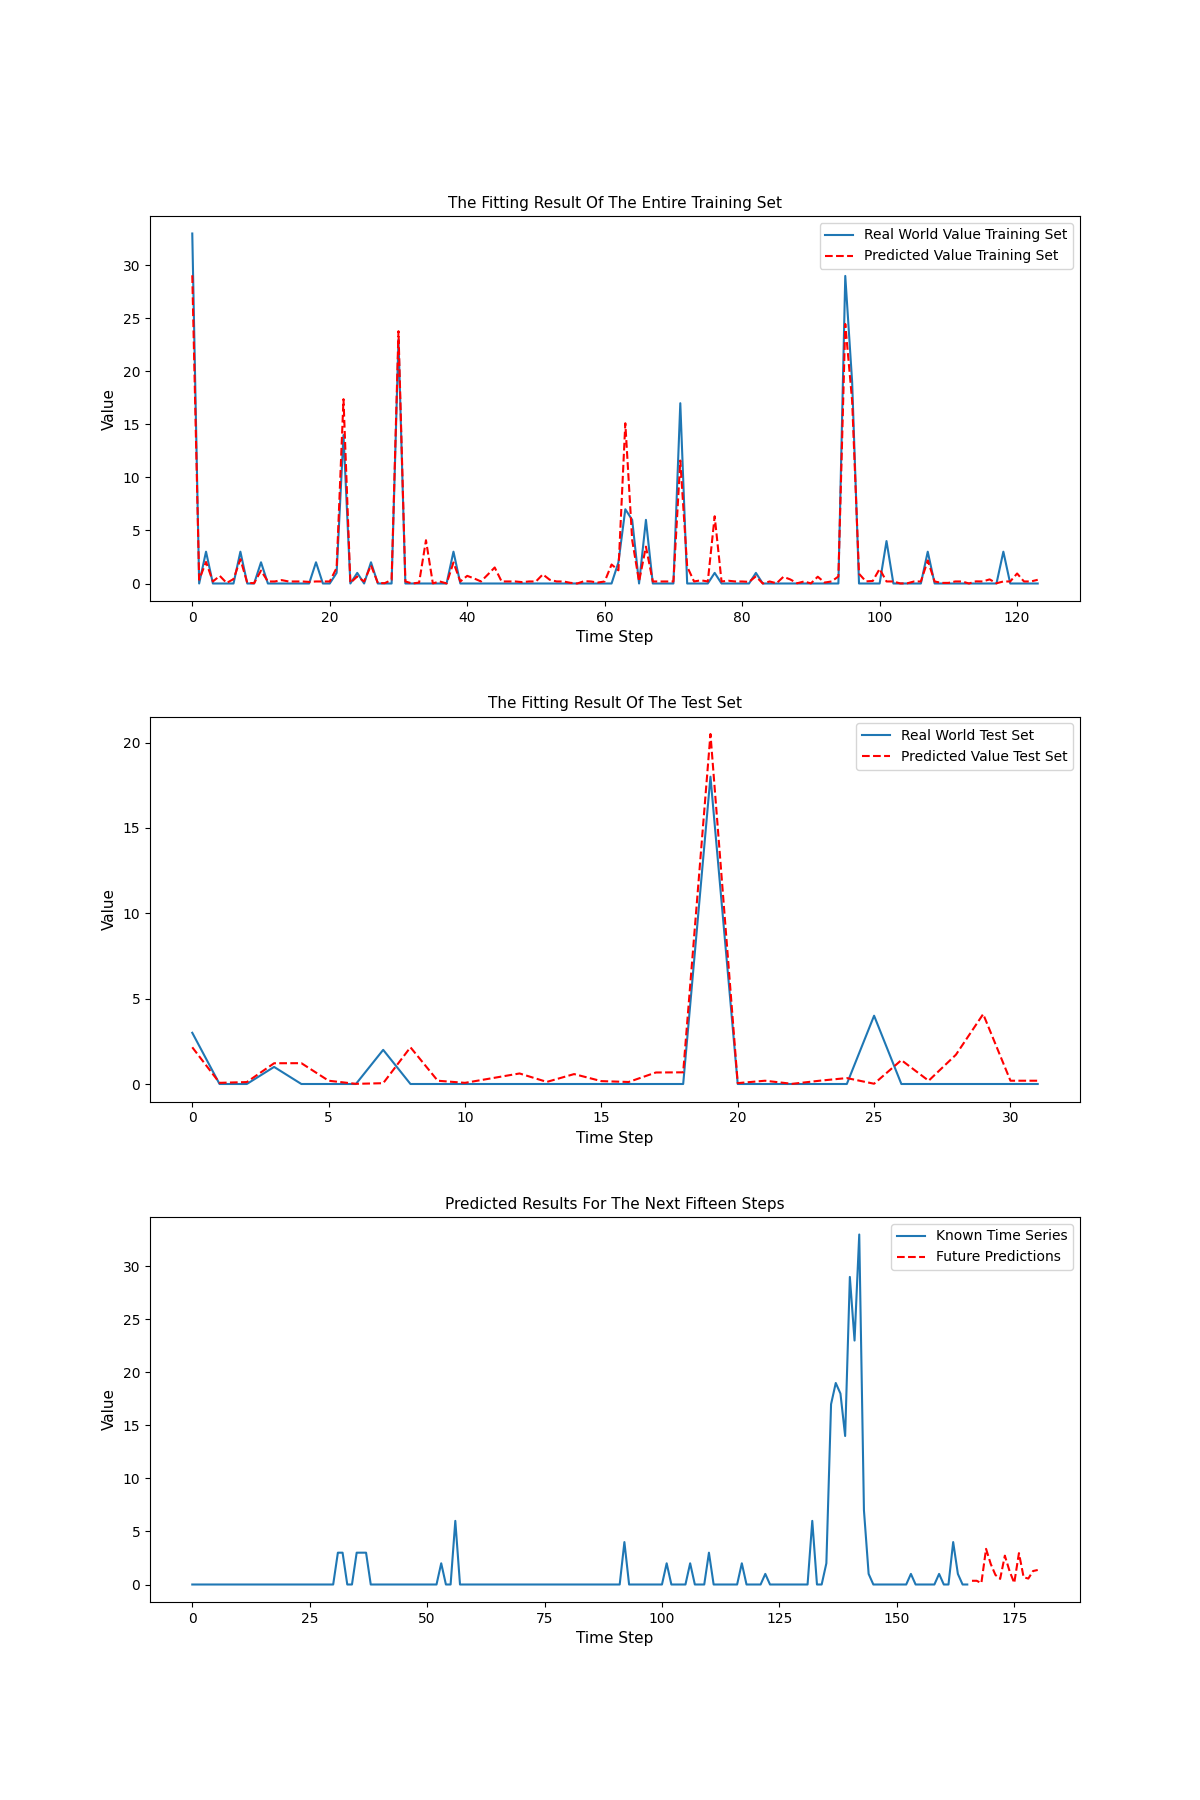 The Fitting Result Of The Entire Training Set
Real World Value Training Set
Predicted Value Training Set
30
25
20
15
10
5
0
Value
0 20 40 60 80 100 120
Time Step
The Fitting Result Of The Test Set
Real World Test Set
Predicted Value Test Set
20
15
10
5
0
Value
0 5 10 15 20 25 30
Time Step
Predicted Results For The Next Fifteen Steps
Known Time Series
Future Predictions
30
25
20
15
10
5
0
Value
0 25 50 75 100 125 150 175
Time Step